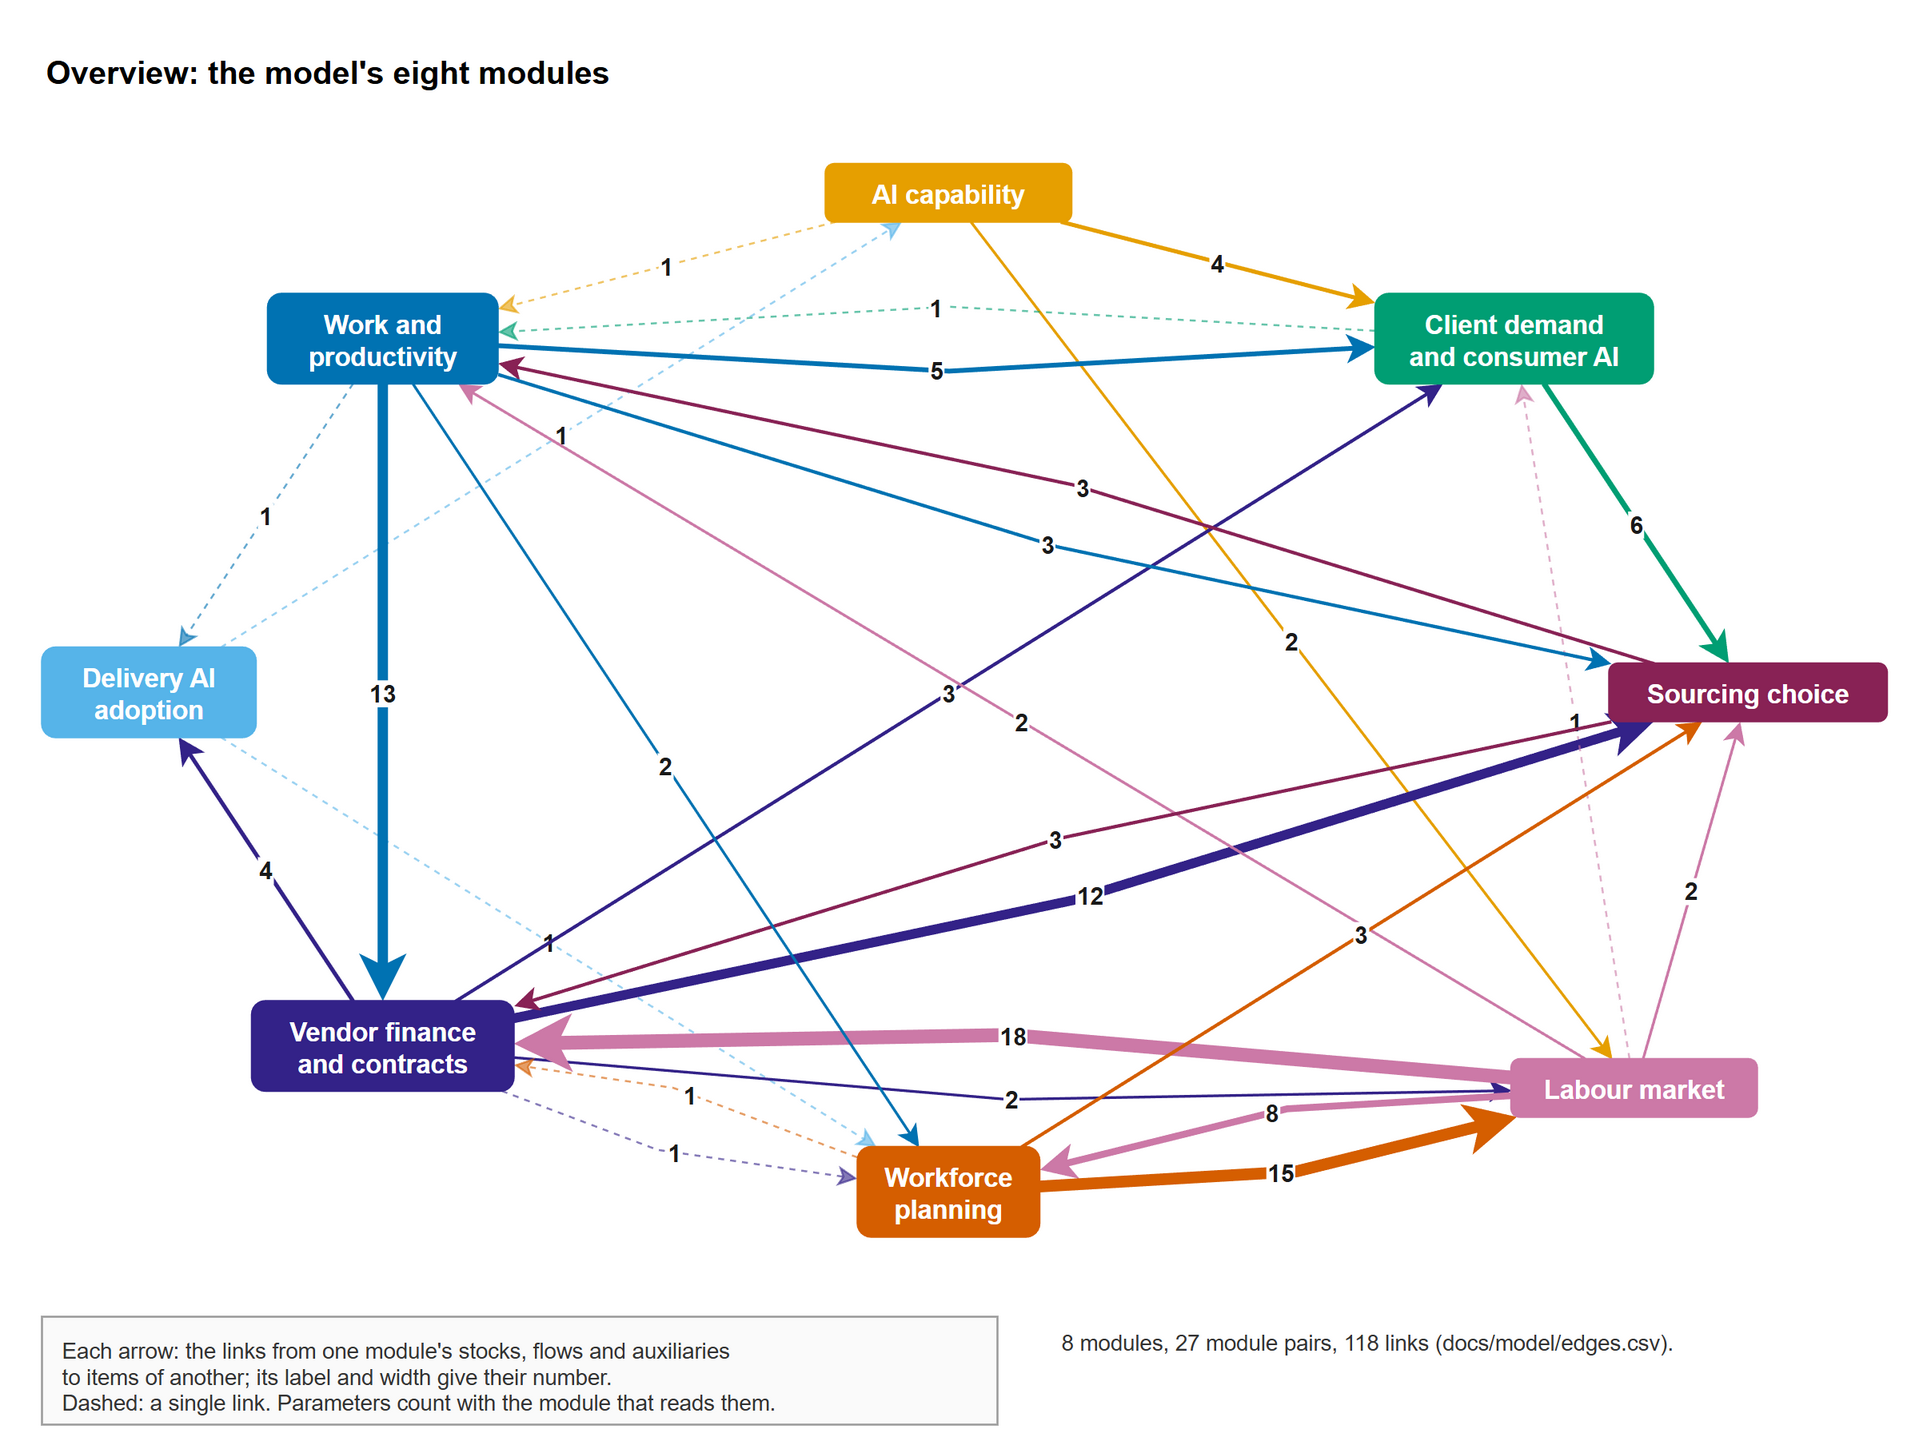 Overview: the model's eight modules
AI capability
4
1
1
Work and
productivity
Client demand
and consumer AI
5
1
3
1
6
3
2
Delivery AI
adoption
13
3
2
Sourcing choice
1
2
3
4
12
2
3
1
Vendor finance
and contracts
18
Labour market
1
2
8
1
15
Workforce
planning
Each arrow: the links from one module's stocks, flows and auxiliaries
to items of another; its label and width give their number.
Dashed: a single link. Parameters count with the module that reads them.
8 modules, 27 module pairs, 118 links (docs/model/edges.csv).